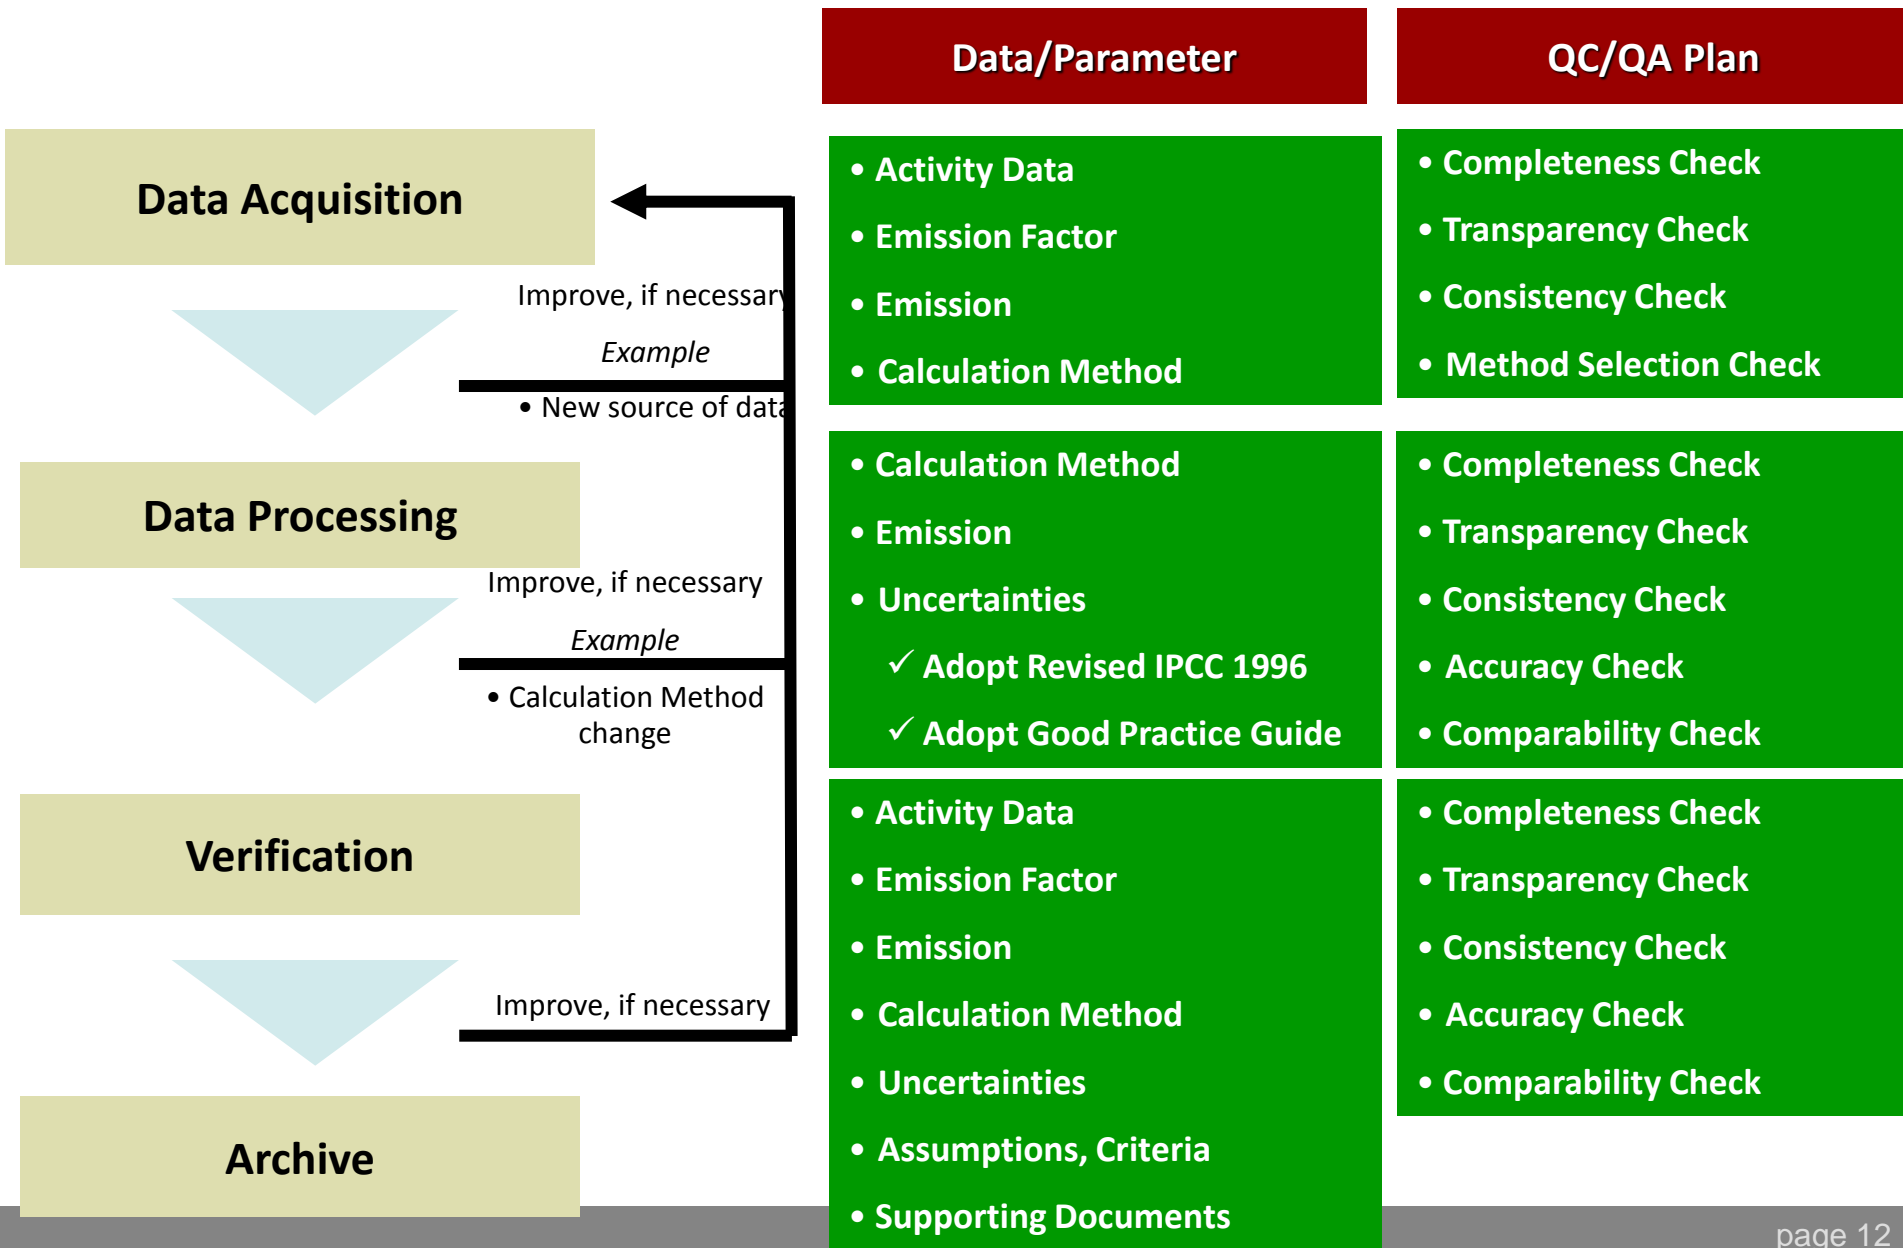 Data/Parameter
QC/QA Plan
Data Acquisition
Improve, if necessary
Example
• New source of data
Data Processing
Improve, if necessary
Example
• Calculation Method
change
Verification
Improve, if necessary
Archive
• Activity Data
• Emission Factor
• Emission
• Calculation Method
• Completeness Check
• Transparency Check
• Consistency Check
• Method Selection Check
• Calculation Method
• Emission
• Uncertainties
✓ Adopt Revised IPCC 1996
✓ Adopt Good Practice Guide
• Completeness Check
• Transparency Check
• Consistency Check
• Accuracy Check
• Comparability Check
• Activity Data
• Emission Factor
• Emission
• Calculation Method
• Uncertainties
• Assumptions, Criteria
• Supporting Documents
• Completeness Check
• Transparency Check
• Consistency Check
• Accuracy Check
• Comparability Check
page 12